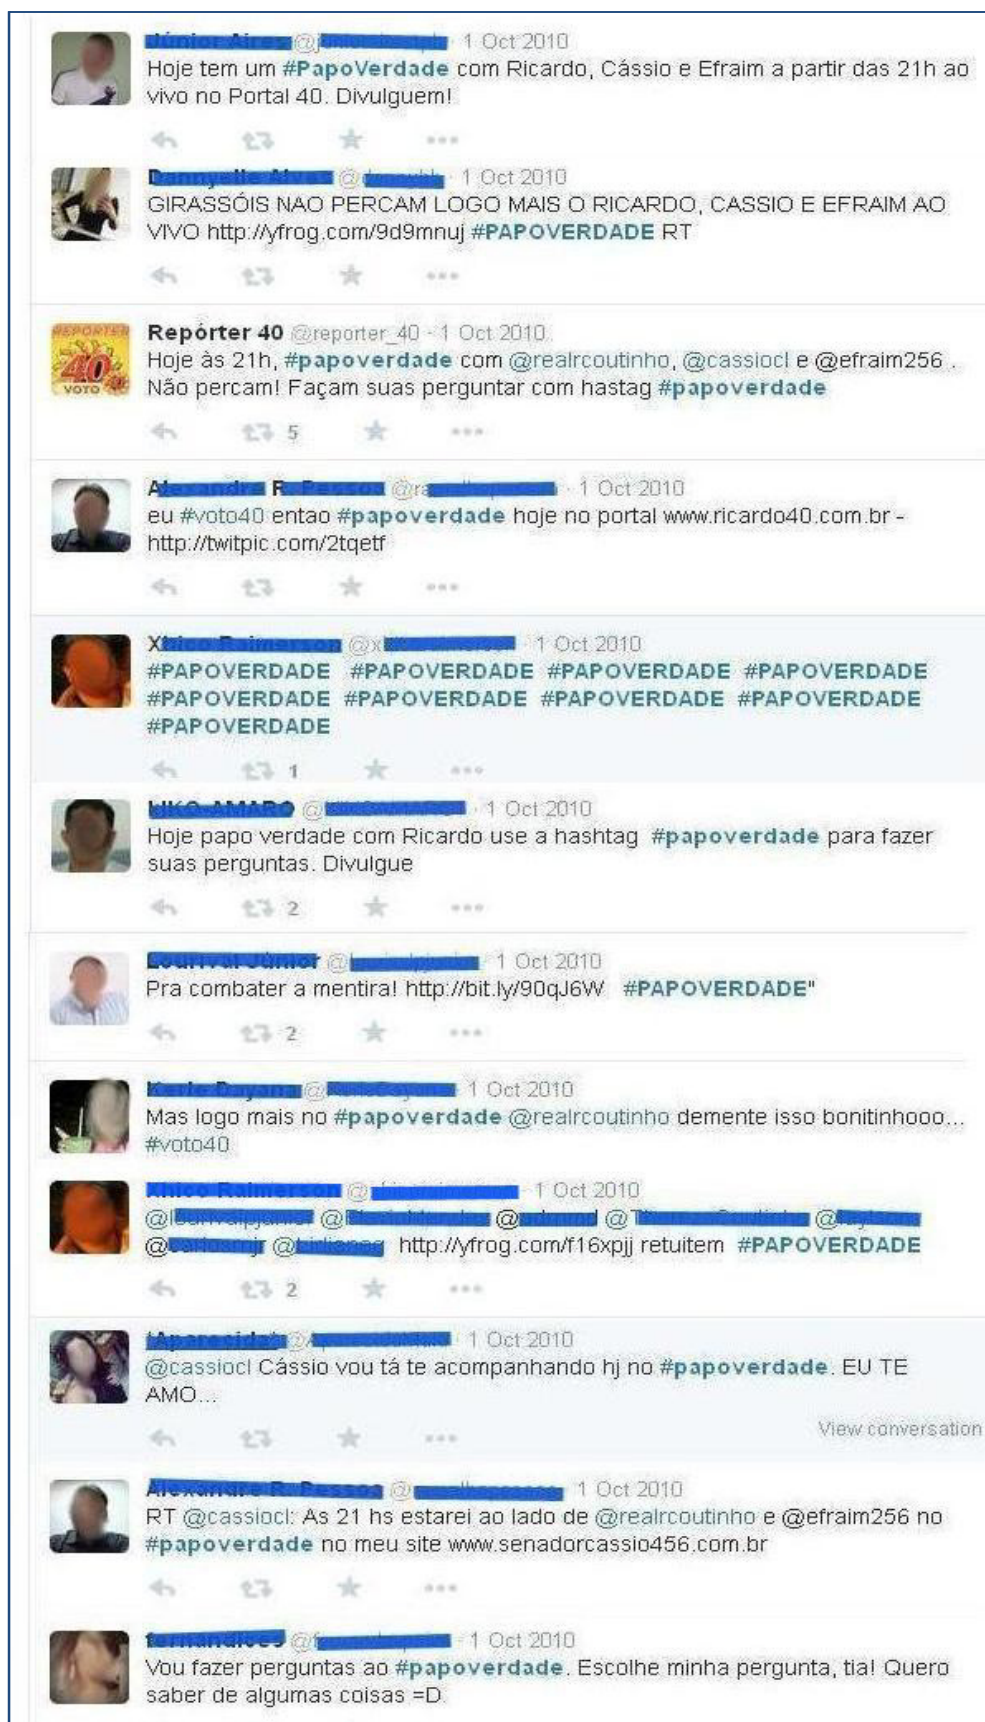 1 Oct 2010
Hoje tem um #PapoVerdade com Ricardo, Cássio e Efraim a partir das 21h ao
vivo no Portal 40. Divulguem!
1 Oct 2010
GIRASSÓIS NAO PERCAM LOGO MAIS O RICARDO, CASSIO E EFRAIM AO
VIVO http://yfrog.com/9d9mnuj #PAPOVERDADE RT
REPORTER
40
VOTO
Repórter 40 @reporter_40 · 1 Oct 2010
Hoje às 21h, #papoverdade com @realrcoutinho, @cassiocl e @efraim256 .
Não percam! Façam suas perguntar com hastag #papoverdade
5
1 Oct 2010
eu #voto40 entao #papoverdade hoje no portal www.ricardo40.com.br -
http://twitpic.com/2tqetf
1 Oct 2010
#PAPOVERDADE #PAPOVERDADE #PAPOVERDADE #PAPOVERDADE
#PAPOVERDADE #PAPOVERDADE #PAPOVERDADE #PAPOVERDADE
#PAPOVERDADE
1
1 Oct 2010
Hoje papo verdade com Ricardo use a hashtag #papoverdade para fazer
suas perguntas. Divulgue
2
1 Oct 2010
Pra combater a mentira! http://bit.ly/90qJ6W #PAPOVERDADE"
2
1 Oct 2010
Mas logo mais no #papoverdade @realrcoutinho demente isso bonitinhooo...
#voto40
1 Oct 2010
http://yfrog.com/f16xpjj retuitem #PAPOVERDADE
2
1 Oct 2010
@cassiocl Cássio vou tá te acompanhando hj no #papoverdade. EU TE
AMO...
View conversation
1 Oct 2010
RT @cassiocl: As 21 hs estarei ao lado de @realrcoutinho e @efraim256 no
#papoverdade no meu site www.senadorcassio456.com.br
1 Oct 2010
Vou fazer perguntas ao #papoverdade. Escolhe minha pergunta, tia! Quero
saber de algumas coisas =D